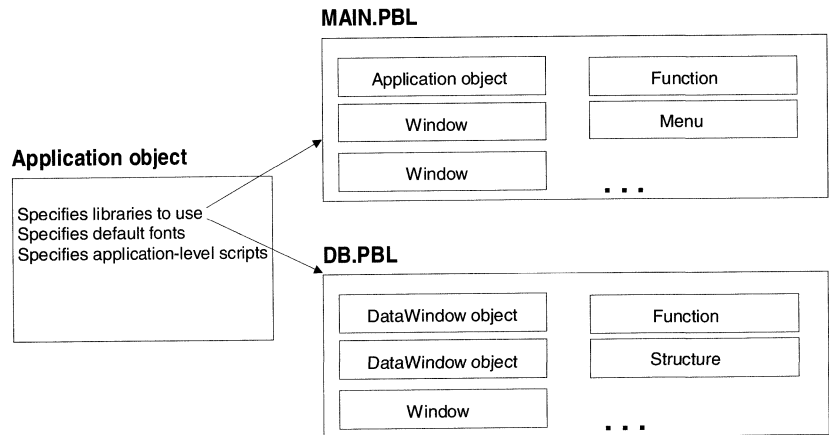 MAIN.PBL
Application object
Function
Window
Menu
Window
. . .
Application object
Specifies libraries to use
Specifies default fonts
Specifies application-level scripts
DB.PBL
DataWindow object
Function
DataWindow object
Structure
Window
. . .